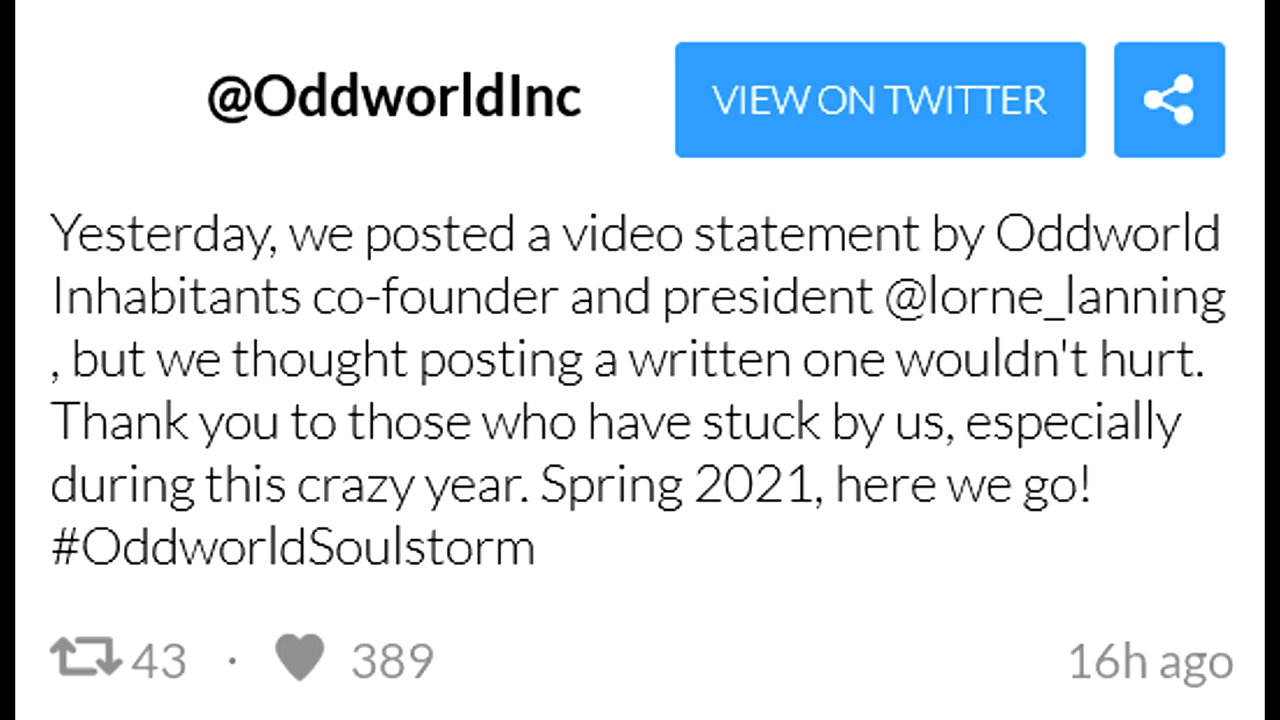 @OddworldInc
VIEW ON TWITTER
Yesterday, we posted a video statement by Oddworld
Inhabitants co-founder and president @lorne_lanning
, but we thought posting a written one wouldn't hurt.
Thank you to those who have stuck by us, especially
during this crazy year. Spring 2021, here we go!
#OddworldSoulstorm
43 · 389
16h ago